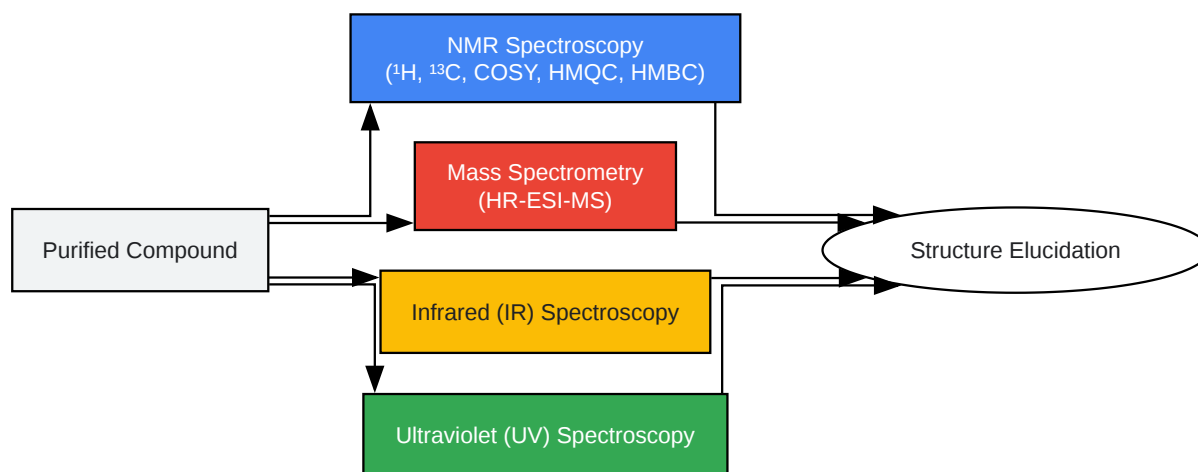 NMR Spectroscopy
(¹H, ¹³C, COSY, HMQC, HMBC)
Mass Spectrometry
(HR-ESI-MS)
Purified Compound
Structure Elucidation
Infrared (IR) Spectroscopy
Ultraviolet (UV) Spectroscopy